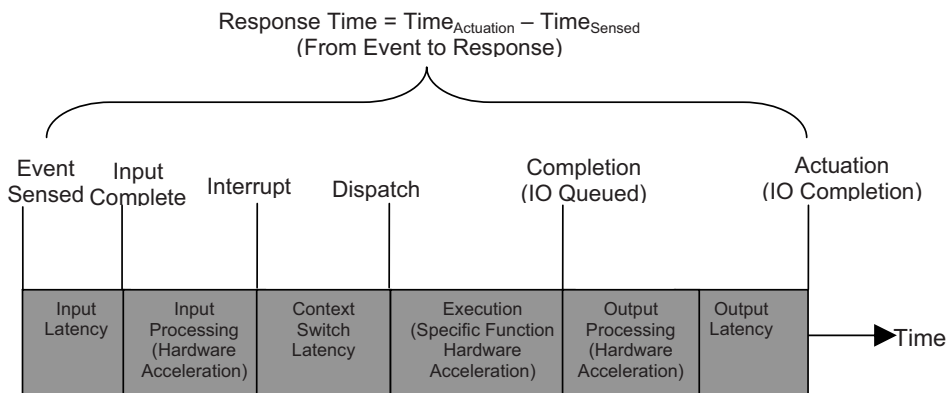 Response Time = TimeActuation – TimeSensed
(From Event to Response)
Event
Sensed
Input
Complete
Interrupt
Dispatch
Completion
(IO Queued)
Actuation
(IO Completion)
Input
Latency
Input
Processing
(Hardware
Acceleration)
Context
Switch
Latency
Execution
(Specific Function
Hardware
Acceleration)
Output
Processing
(Hardware
Acceleration)
Output
Latency
Time